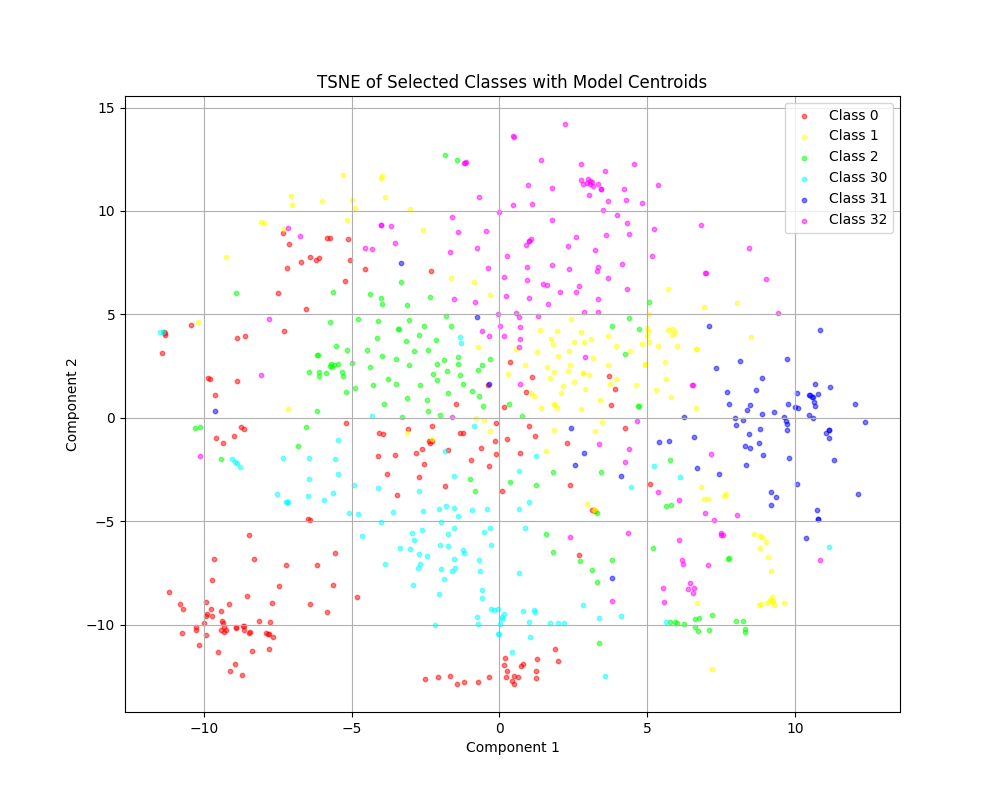 TSNE of Selected Classes with Model Centroids
Class 0
Class 1
Class 2
Class 30
Class 31
Class 32
15
10
5
0
−5
−10
Component 2
−10
−5
0
5
10
Component 1